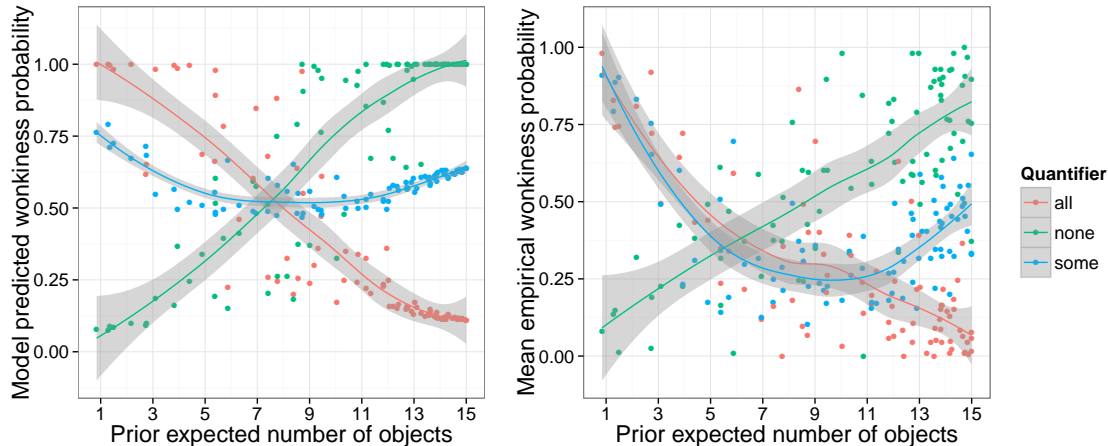 Model predicted wonkiness probability
1.00
0.75
0.50
0.25
0.00
1 3 5 7 9 11 13 15
Prior expected number of objects
Mean empirical wonkiness probability
1.00
0.75
0.50
0.25
0.00
1 3 5 7 9 11 13 15
Prior expected number of objects
Quantifier
all
none
some